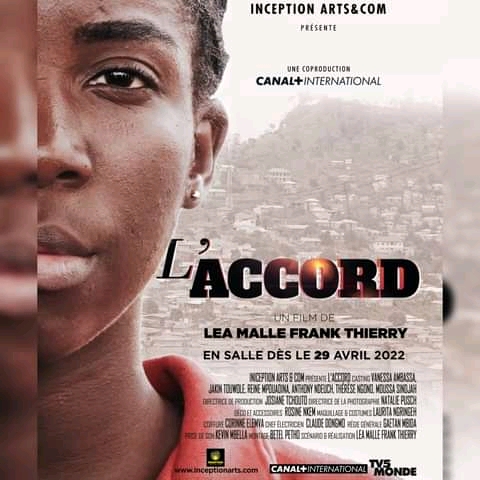 INCEPTION ARTS&COM
PRÉSENTE
UNE COPRODUCTION
CANAL+INTERNATIONAL
L'ACCORD
UN FILM DE
LEA MALLE FRANK THIERRY
EN SALLE DÈS LE 29 AVRIL 2022
INICEPTION ARTS & COM PRÉSENTE L'ACCORD CASTING VANESSA AMBASSA,
JAKIN TOUWOLE, REINE MPOUADINA, ANTHONY NDEUCH, THÉRÈSE NGONO, MOUSSA SINDJAH
DIRECTRICE DE PRODUCTION JOSIANE TCHOUTO DIRECTRICE DE LA PHOTOGRAPHIE NATALIE PUSCH
DÉCO ET ACCESSOIRES ROSINE NKEM MAQUILLAGE & COSTUMES LAURITA NGRINGEH
COIFFURE CORINNE ELEMVA CHEF ÉLECTRICIEN CLAUDE DONGMO RÉGIE GÉNÉRALE GAETAN MBIDA
PRISE DE SON KEVIN MBELLA MONTAGE BETEL PETHO SCÉNARIO & RÉALISATION LEA MALLE FRANK THIERRY
www.inceptionarts.com
CANAL+INTERNATIONAL
TV5
MONDE